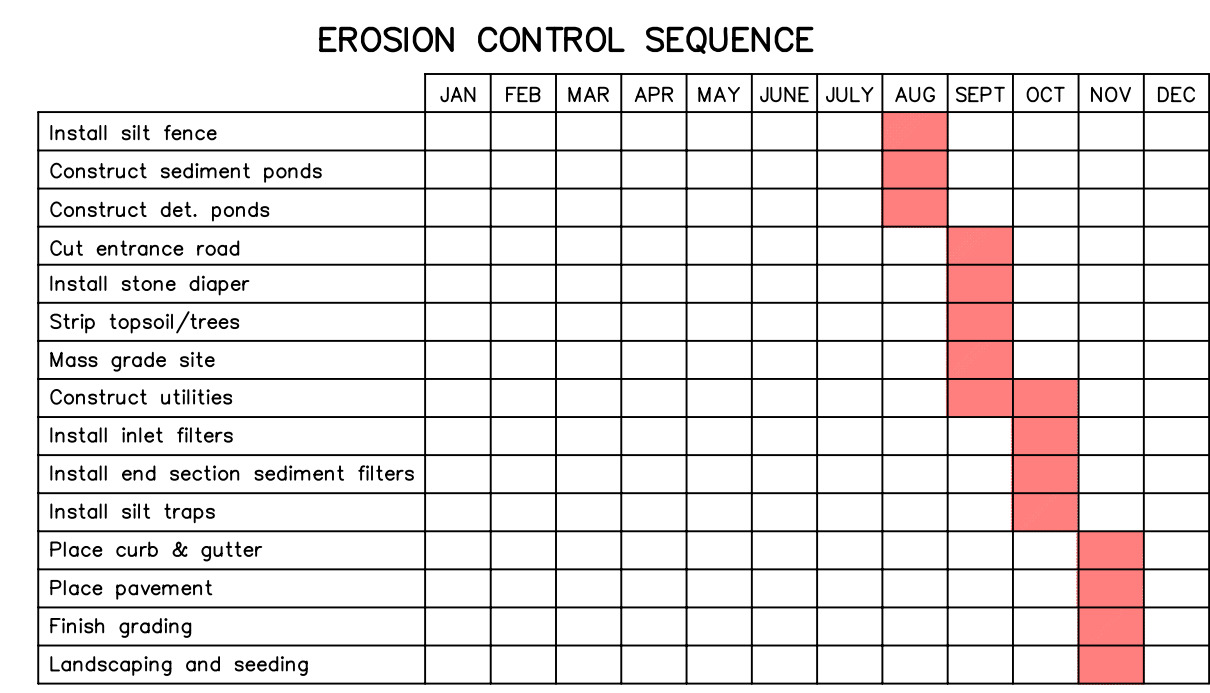 EROSION CONTROL SEQUENCE
JAN FEB MAR APR MAY JUNE JULY AUG SEPT OCT NOV DEC
Install silt fence
Construct sediment ponds
Construct det. ponds
Cut entrance road
Install stone diaper
Strip topsoil/trees
Mass grade site
Construct utilities
Install inlet filters
Install end section sediment filters
Install silt traps
Place curb & gutter
Place pavement
Finish grading
Landscaping and seeding